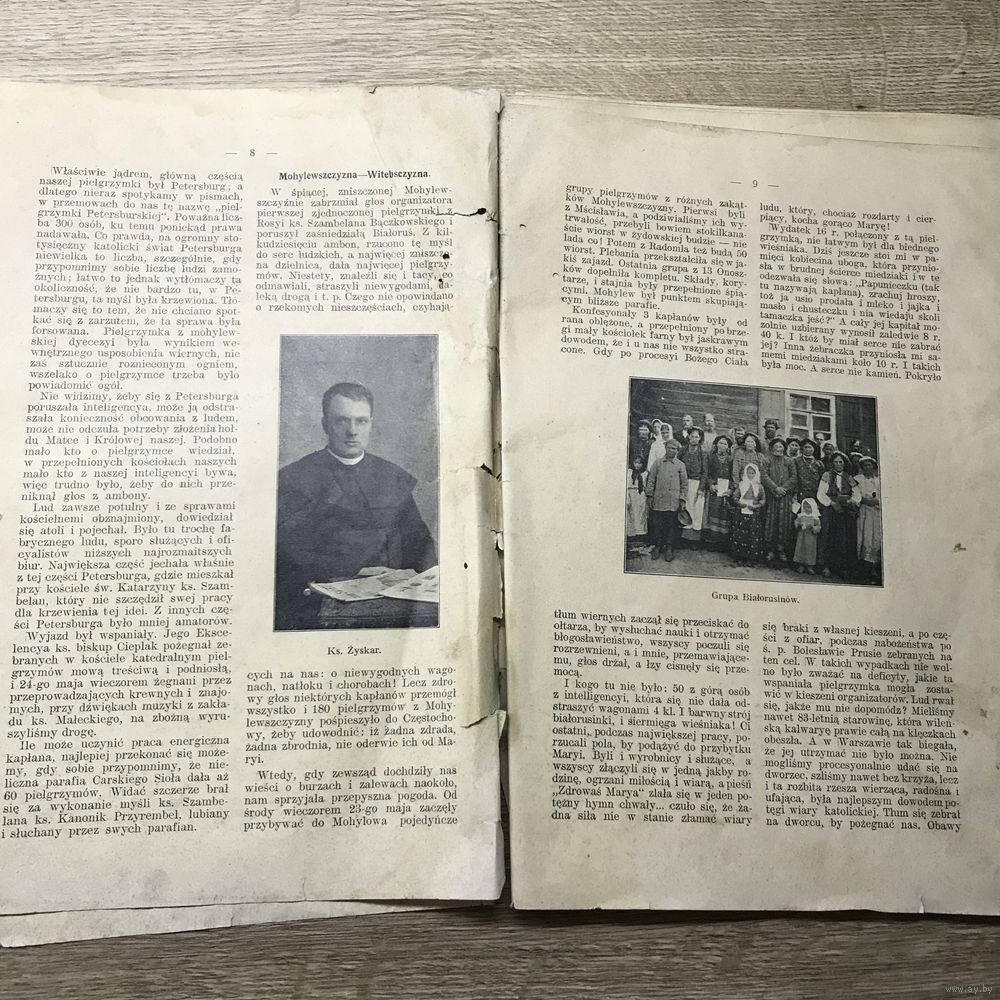 — 8 —
Właściwie jądrem, główną częścią
naszej pielgrzymki był Petersburg; a
dlatego nieraz spotykamy w pismach,
w przemowach do nas tę nazwę „piel-
grzymki Petersburskiej". Poważna licz-
ba 300 osób, ku temu poniekąd prawa
nadawała. Co prawda, na ogromny sto-
tysięczny katolicki świat Petersburga
niewielka to liczba, szczególnie, gdy
przypomnimy sobie liczbę ludzi zamo-
żnych; łatwo to jednak wytłómaczy ta
okoliczność, że nie bardzo tu, w Pe-
tersburgu, ta myśl była krzewiona. Tłó-
maczy się to tem, że nie chciano spot-
kać się z zarzutem, że ta sprawa była
forsowana. Pielgrzymka z mohylew-
skiej dyecezyi była wynikiem we-
wnętrznego usposobienia wiernych, nie
zaś sztucznie roznieconym ogniem,
wszelako o pielgrzymce trzeba było
powiadomić ogół.
Nie widzimy, żeby się z Petersburga
poruszała inteligencya, może ją odstra-
szała konieczność obcowania z ludem,
może nie odczuła potrzeby złożenia hoł-
du Matce i Królowej naszej. Podobno
mało kto o pielgrzymce wiedział,
w przepełnionych kościołach naszych
mało kto z naszej inteligencyi bywa,
więc trudno było, żeby do nich prze-
niknął głos z ambony.
Lud zawsze potulny i ze sprawami
kościelnemi obznajmiony, dowiedział
się atoli i pojechał. Było tu trochę fa-
brycznego ludu, sporo służących i ofi-
cyalistów niższych najrozmaitszych
biur. Największa część jechała właśnie
z tej części Petersburga, gdzie mieszkał
przy kościele św. Katarzyny ks. Szam-
belan, który nie szczędził swej pracy
dla krzewienia tej idei. Z innych czę-
ści Petersburga było mniej amatorów.
Wyjazd był wspaniały. Jego Eksce-
lencya ks. biskup Cieplak pożegnał ze-
branych w kościele katedralnym piel-
grzymów mową treściwą i podniosłą,
i 24-go maja wieczorem żegnani przez
przeprowadzających krewnych i znajo-
mych, przy dźwiękach muzyki z zakła-
du ks. Małeckiego, na zbożną wyru-
szyliśmy drogę.
Ile może uczynić praca energiczna
kapłana, najlepiej przekonać się może-
my, gdy sobie przypomnimy, że nie-
liczna parafia Carskiego Sioła dała aż
60 pielgrzymów. Widać szczerze brał
się za wykonanie myśli ks. Szambe-
lana ks. Kanonik Przyrembel, lubiany
i słuchany przez swych parafian.
Mohylewszczyzna—Witebsczyzna.
W śpiącej, zniszczonej Mohylew-
szczyźnie zabrzmiał głos organizatora
pierwszej zjednoczonej pielgrzymki z
Rosyi ks. Szambelana Bączkowskiego i
poruszył zaśniedziałą Białoruś. Z kil-
kudziesięciu ambon, rzucono tę myśl
do serc ludzkich, a najwięcej zniszczo-
na dzielnica, dała najwięcej pielgrzy-
mów. Niestety, znaleźli się i tacy, co
odmawiali, straszyli niewygodami, da-
leką drogą i t. p. Czego nie opowiadano
o rzekomych nieszczęściach, czyhają-
Ks. Żyskar.
cych na nas: o niewygodnych wago-
nach, natłoku i chorobach! Lecz zdro-
wy głos niektórych kapłanów przemógł
wszystko i 180 pielgrzymów z Mohy-
lewszczyzny pośpieszyło do Częstocho-
wy, żeby udowodnić: iż żadna zdrada,
żadna zbrodnia, nie oderwie ich od Ma-
ryi.
Wtedy, gdy zewsząd dochdziły nas
wieści o burzach i zalewach naokoło,
nam sprzyjała przepyszna pogoda. Od
środy wieczorem 23-go maja zaczęły
przybywać do Mohylowa pojedyńcze
— 9 —
grupy pielgrzymów z różnych zakąt-
ków Mohylewszczyzny. Pierwsi byli
z Mścisławia, a podziwialiśmy ich wy-
trwałość, przebyli bowiem stokilkana-
ście wiorst w żydowskiej budzie — nie
lada co! Potem z Radomla też będą 50
wiorst. Plebania przekształciła się w ja-
kiś zajazd. Ostatnia grupa z 13 Onosz-
ków dopełniła kompletu. Składy, kory-
tarze, i stajnia były przepełnione śpią-
cymi. Mohylew był punktem skupiają-
cym bliższe parafie.
Konfesyonały 3 kapłanów były od
rana oblężone, a przepełniony po brze-
gi mały kościołek farny był jaskrawym
dowodem, że i u nas nie wszystko stra-
cone. Gdy po procesyi Bożego Ciała
ludu, który, chociaż rozdarty i cier-
piący, kocha gorąco Maryę!
Wydatek 16 r. połączony z tą piel-
grzymką, nie łatwym był dla biednego
wieśniaka. Dziś jeszcze stoi mi w pa-
mięci kobiecina uboga, która przynio-
sła w brudnej ścierce miedziaki i w te
odezwała się słowa: „Papunieczku (tak
tu nazywają kapłana), zrachuj hroszy,
toż ja usio prodała i mleko i jajka i
masło i chusteczku i nia wiedaju skoli
tamaczka jeść?" A cały jej kapitał mo-
zolnie uzbierany wynosił zaledwie 8 r.
40 k. I któż by miał serce nie zabrać
jej? Inna żebraczka przyniosła mi sa-
memi miedziakami koło 10 r. I takich
była moc. A serce nie kamień. Pokryło
Grupa Białorusinów.
tłum wiernych zaczął się przeciskać do
ołtarza, by wysłuchać nauki i otrzymać
błogosławieństwo, wszyscy poczuli się
rozrzewnieni, a i mnie, przemawiające-
mu, głos drżał, a łzy cisnęły się prze-
mocą.
I kogo tu nie było: 50 z górą osób
z inteligencyi, która się nie dała od-
straszyć wagonami 4 kl. I barwny strój
białorusinki, i siermięga wieśniaka! Ci
ostatni, podczas największej pracy, po-
rzucali pola, by podążyć do przybytku
Maryi. Byli i wyrobnicy i służące, a
wszyscy złączyli się w jedną jakby ro-
dzinę, ogrzani miłością i wiarą, a pieśń
„Zdrowaś Marya" zlała się w jeden po-
tężny hymn chwały... czuło się, że ża-
dna siła nie w stanie złamać wiary
się braki z własnej kieszeni, a po czę-
ści z ofiar, podczas nabożeństwa po
ś. p. Bolesławie Prusie zebranych na
ten cel. W takich wypadkach nie wol-
no było zważać na deficyty, jakie ta
wspaniała pielgrzymka mogła zosta-
wić w kieszeni organizatorów. Lud rwał
się, jakże mu nie dopomódz? Mieliśmy
nawet 83-letnią starowinę, która wileń-
ską kalwaryę prawie całą na klęczkach
obeszła. A w Warszawie tak biegała,
że jej utrzymać nie było można. Nie
mogliśmy procesyonalnie udać się na
dworzec, szliśmy nawet bez krzyża, lecz
i ta rozbita rzesza wierząca, radośna i
ufająca, była najlepszym dowodem po-
tęgi wiary katolickiej. Tłum się zebrał
na dworcu, by pożegnać nas. Obawy
www.ay.by